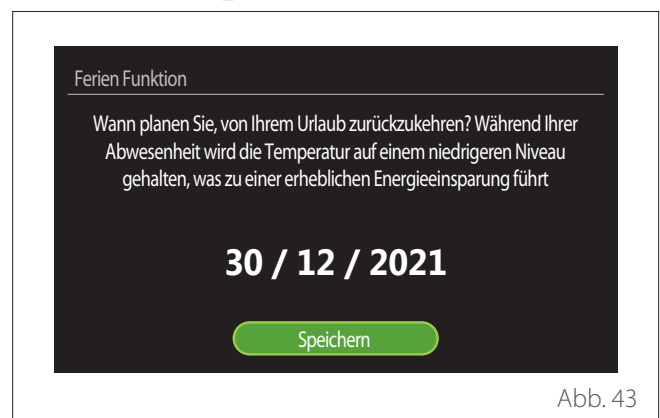 Ferien Funktion
Wann planen Sie, von Ihrem Urlaub zurückzukehren? Während Ihrer
Abwesenheit wird die Temperatur auf einem niedrigeren Niveau
gehalten, was zu einer erheblichen Energieeinsparung führt
30 / 12 / 2021
Speichern
Abb. 43